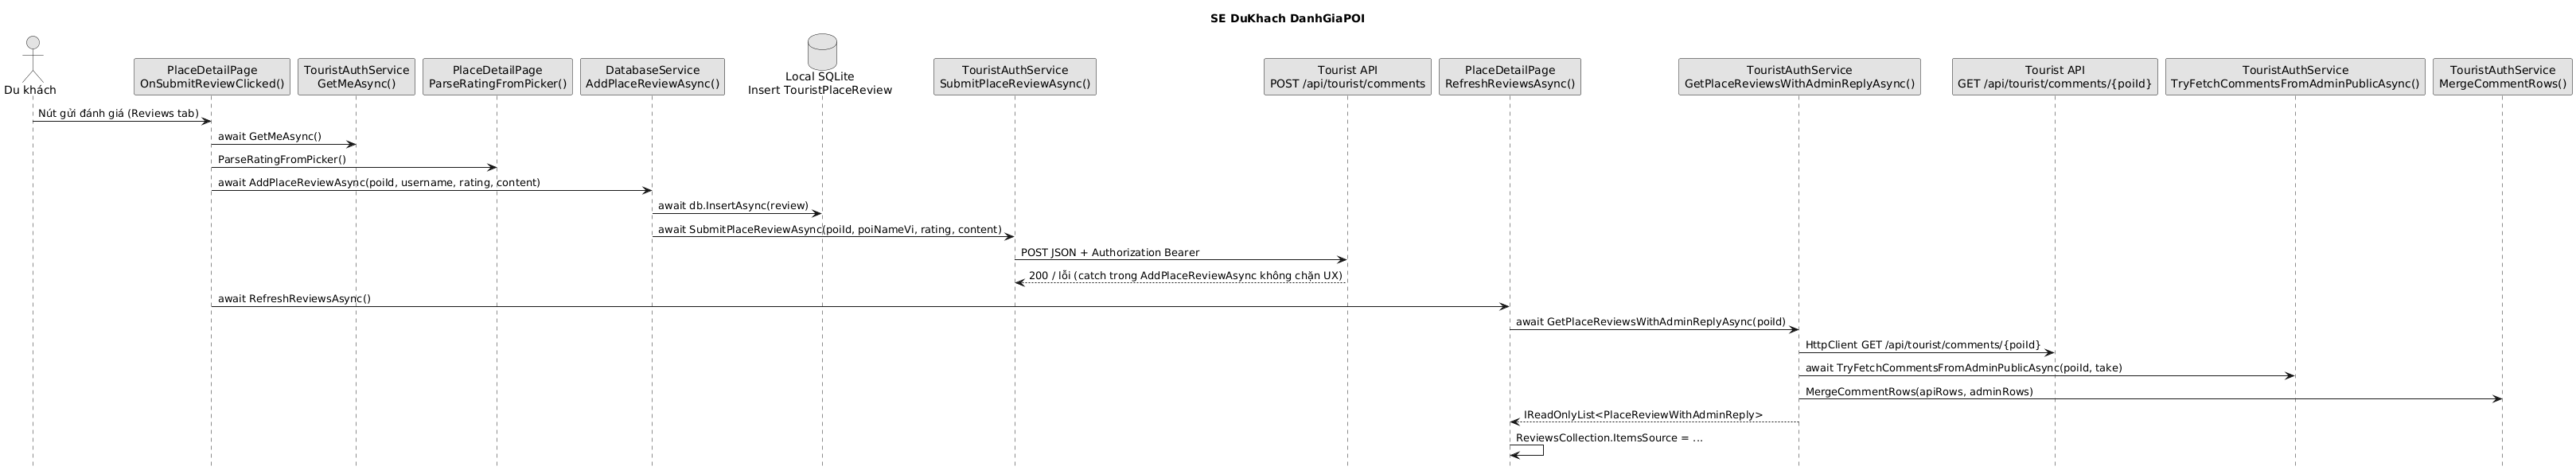 SE DuKhach DanhGiaPOI
Du khách
PlaceDetailPage
OnSubmitReviewClicked()
TouristAuthService
GetMeAsync()
PlaceDetailPage
ParseRatingFromPicker()
DatabaseService
AddPlaceReviewAsync()
Local SQLite
Insert TouristPlaceReview
TouristAuthService
SubmitPlaceReviewAsync()
Tourist API
POST /api/tourist/comments
PlaceDetailPage
RefreshReviewsAsync()
TouristAuthService
GetPlaceReviewsWithAdminReplyAsync()
Tourist API
GET /api/tourist/comments/{poiId}
TouristAuthService
TryFetchCommentsFromAdminPublicAsync()
TouristAuthService
MergeCommentRows()
Nút gửi đánh giá (Reviews tab)
await GetMeAsync()
ParseRatingFromPicker()
await AddPlaceReviewAsync(poiId, username, rating, content)
await db.InsertAsync(review)
await SubmitPlaceReviewAsync(poiId, poiNameVi, rating, content)
POST JSON + Authorization Bearer
200 / lỗi (catch trong AddPlaceReviewAsync không chặn UX)
await RefreshReviewsAsync()
await GetPlaceReviewsWithAdminReplyAsync(poiId)
HttpClient GET /api/tourist/comments/{poiId}
await TryFetchCommentsFromAdminPublicAsync(poiId, take)
MergeCommentRows(apiRows, adminRows)
IReadOnlyList<PlaceReviewWithAdminReply>
ReviewsCollection.ItemsSource = ...